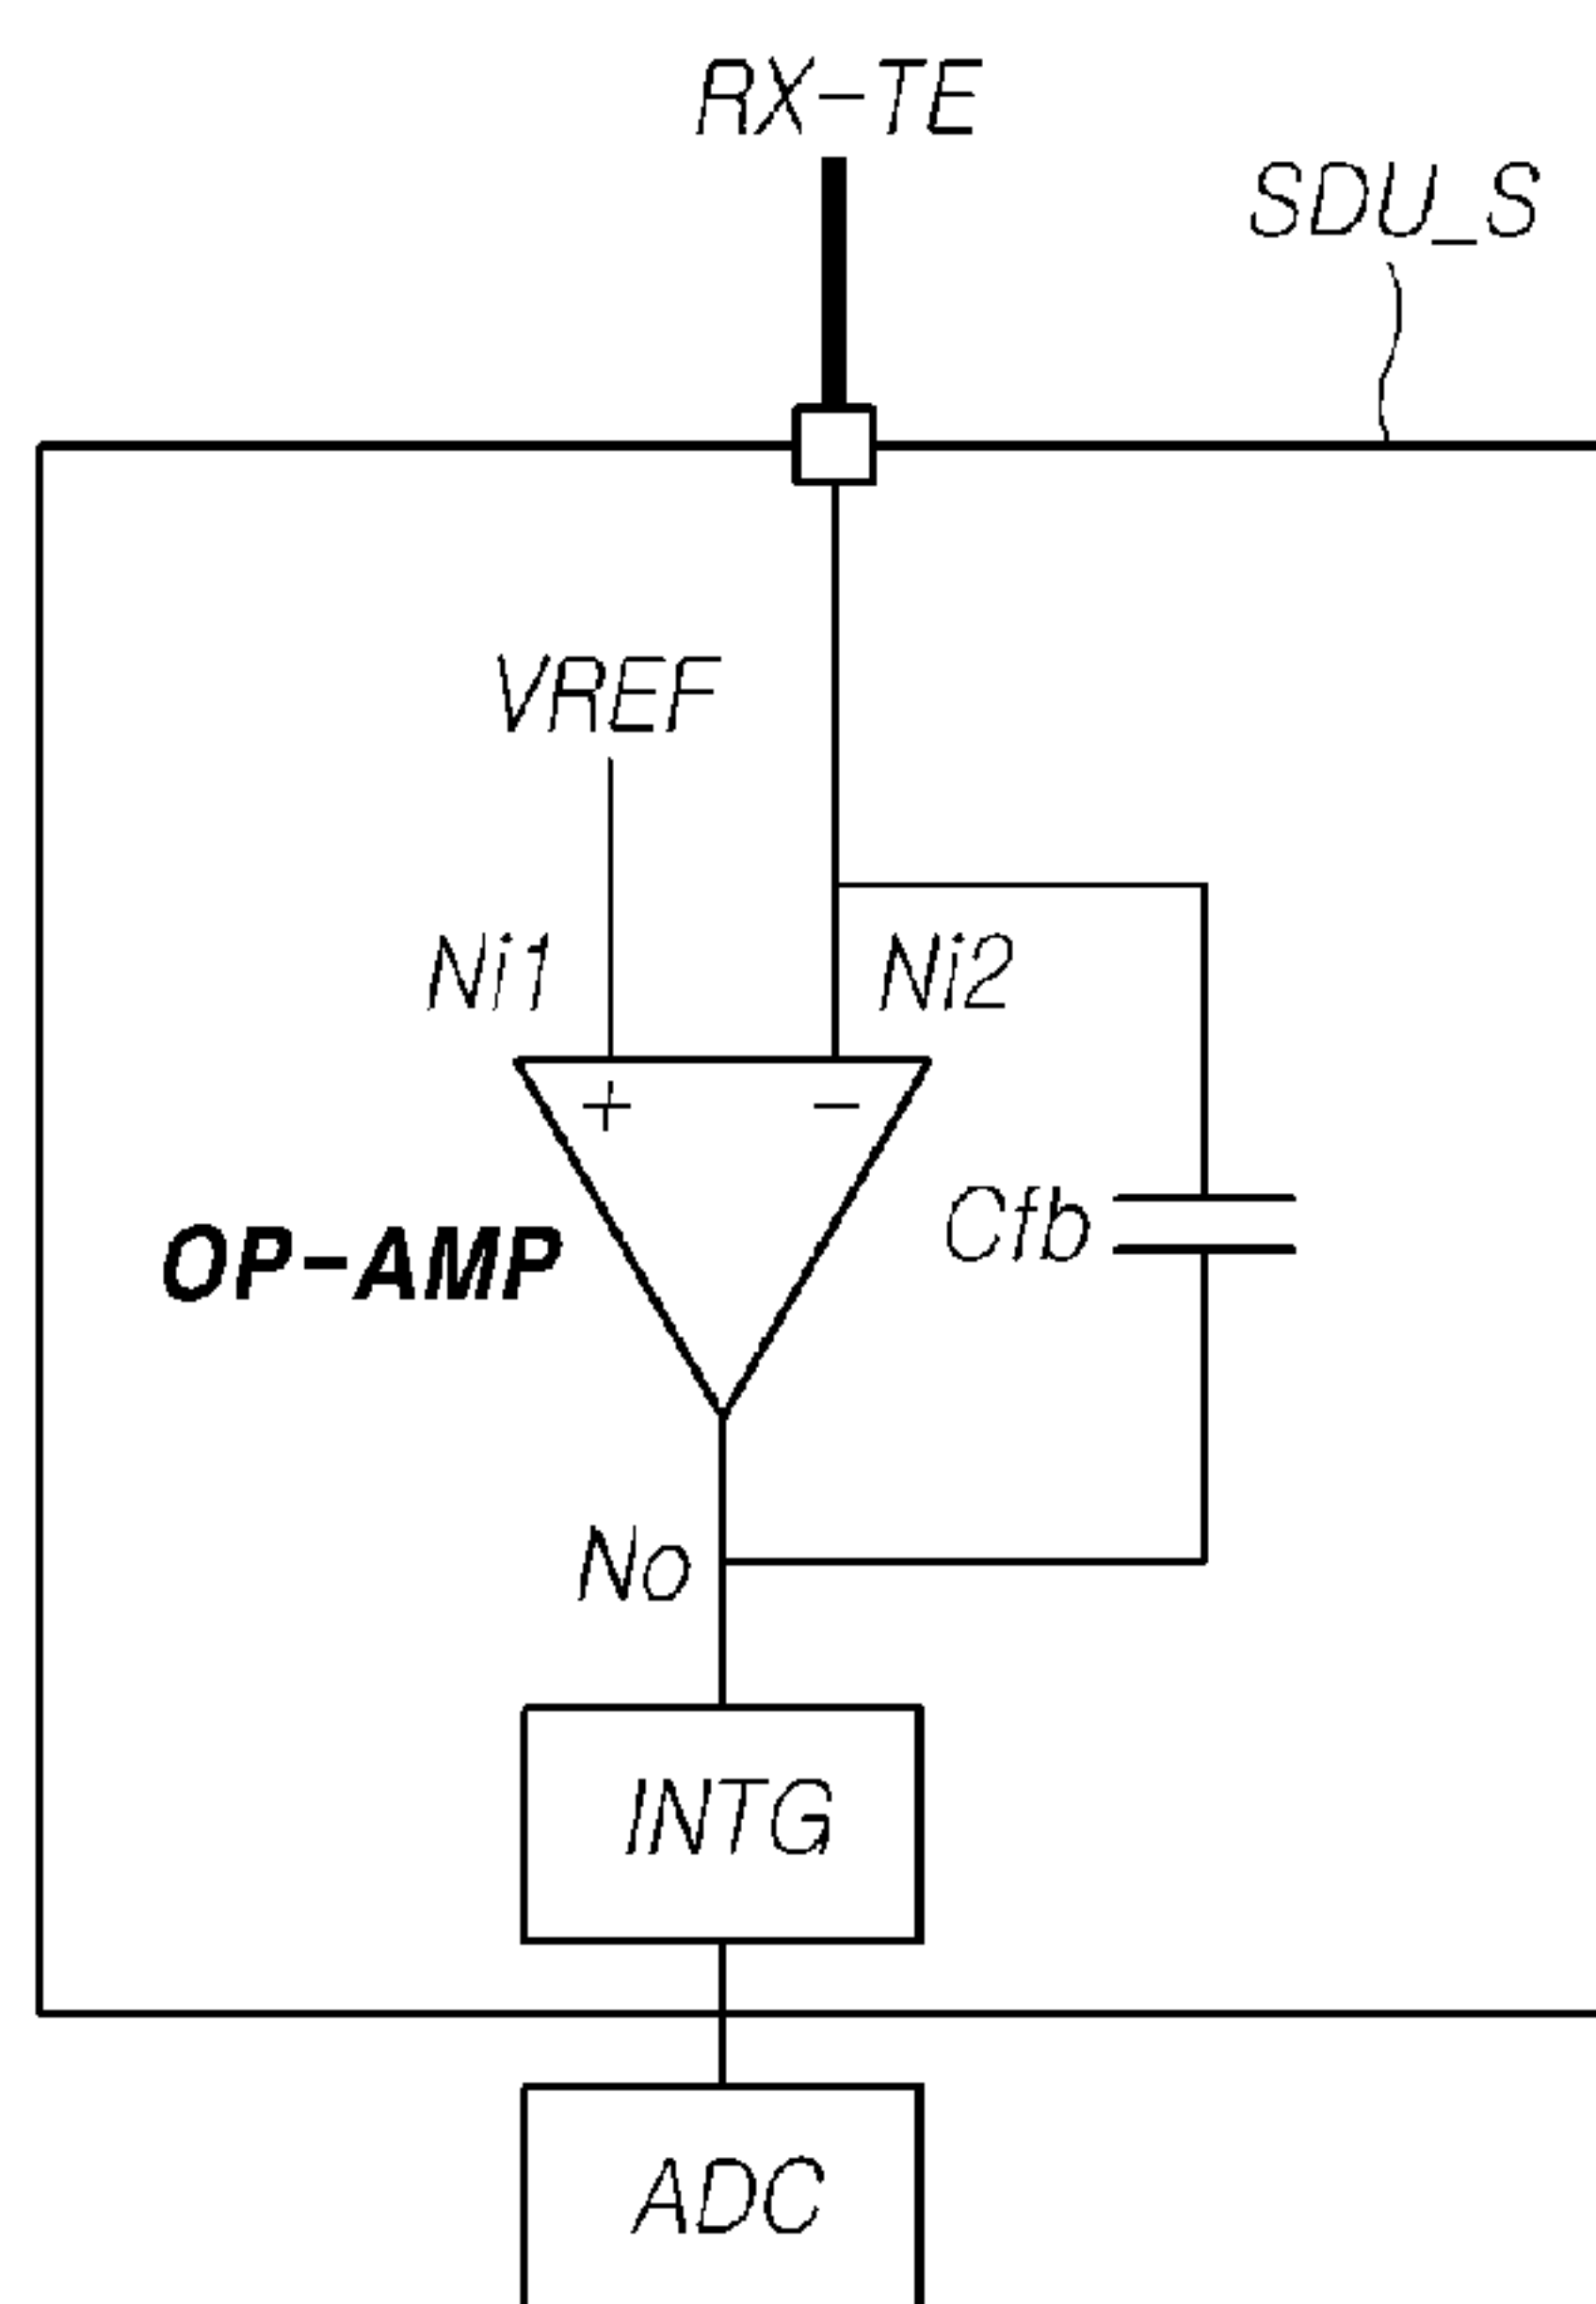 RX-TE
SDU_S
VREF
Ni1
Ni2
+
−
OP-AMP
Cfb
No
INTG
ADC